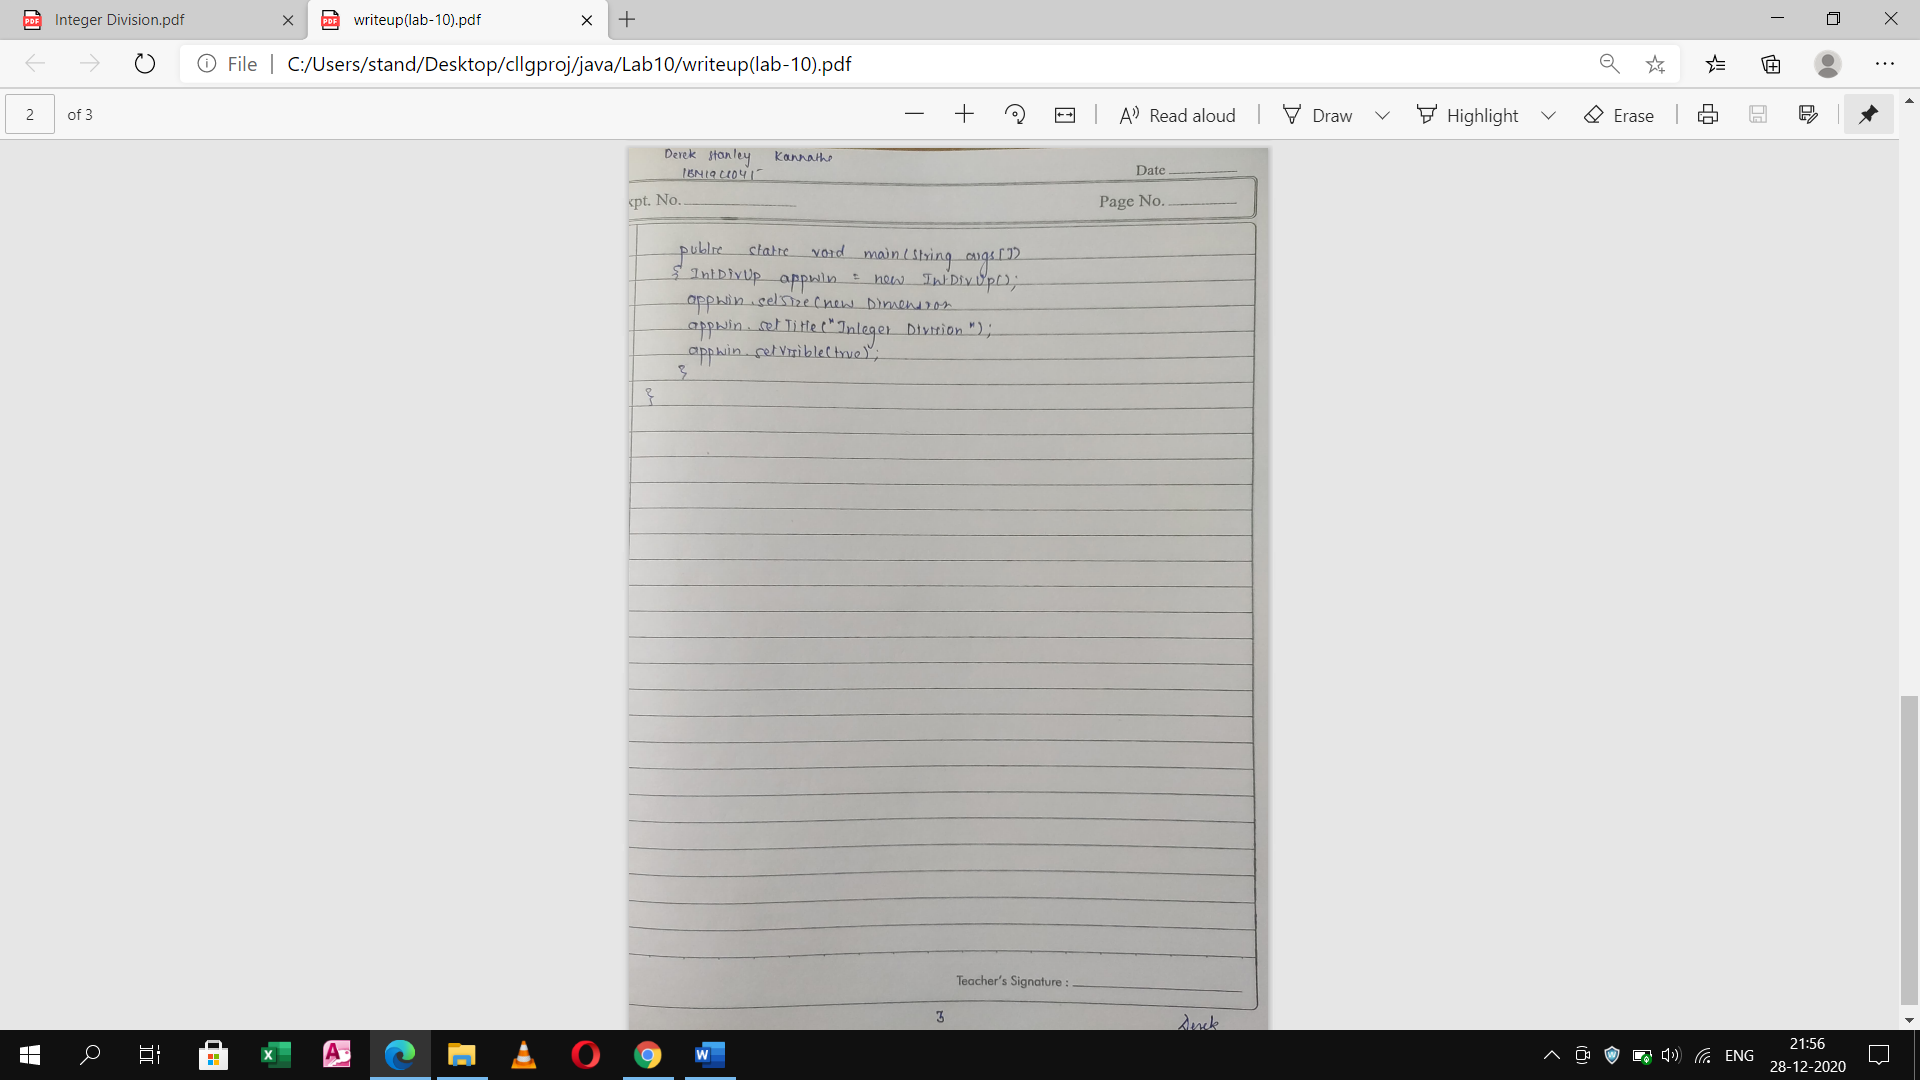 Integer Division.pdf
writeup(lab-10).pdf
File
C:/Users/stand/Desktop/cllgproj/java/Lab10/writeup(lab-10).pdf
2 of 3
Read aloud
Draw
Highlight
Erase
Derek Stanley
Date
xpt. No.
Page No.
public static void main(String args[])
{ IntDivUp appwin = new IntDivUp();
appwin.setSize(new Dimension
appwin.setTitle("Integer Division");
appwin.setVisible(true);
}
}
Teacher's Signature :
3
Derek
ENG
21:56
28-12-2020